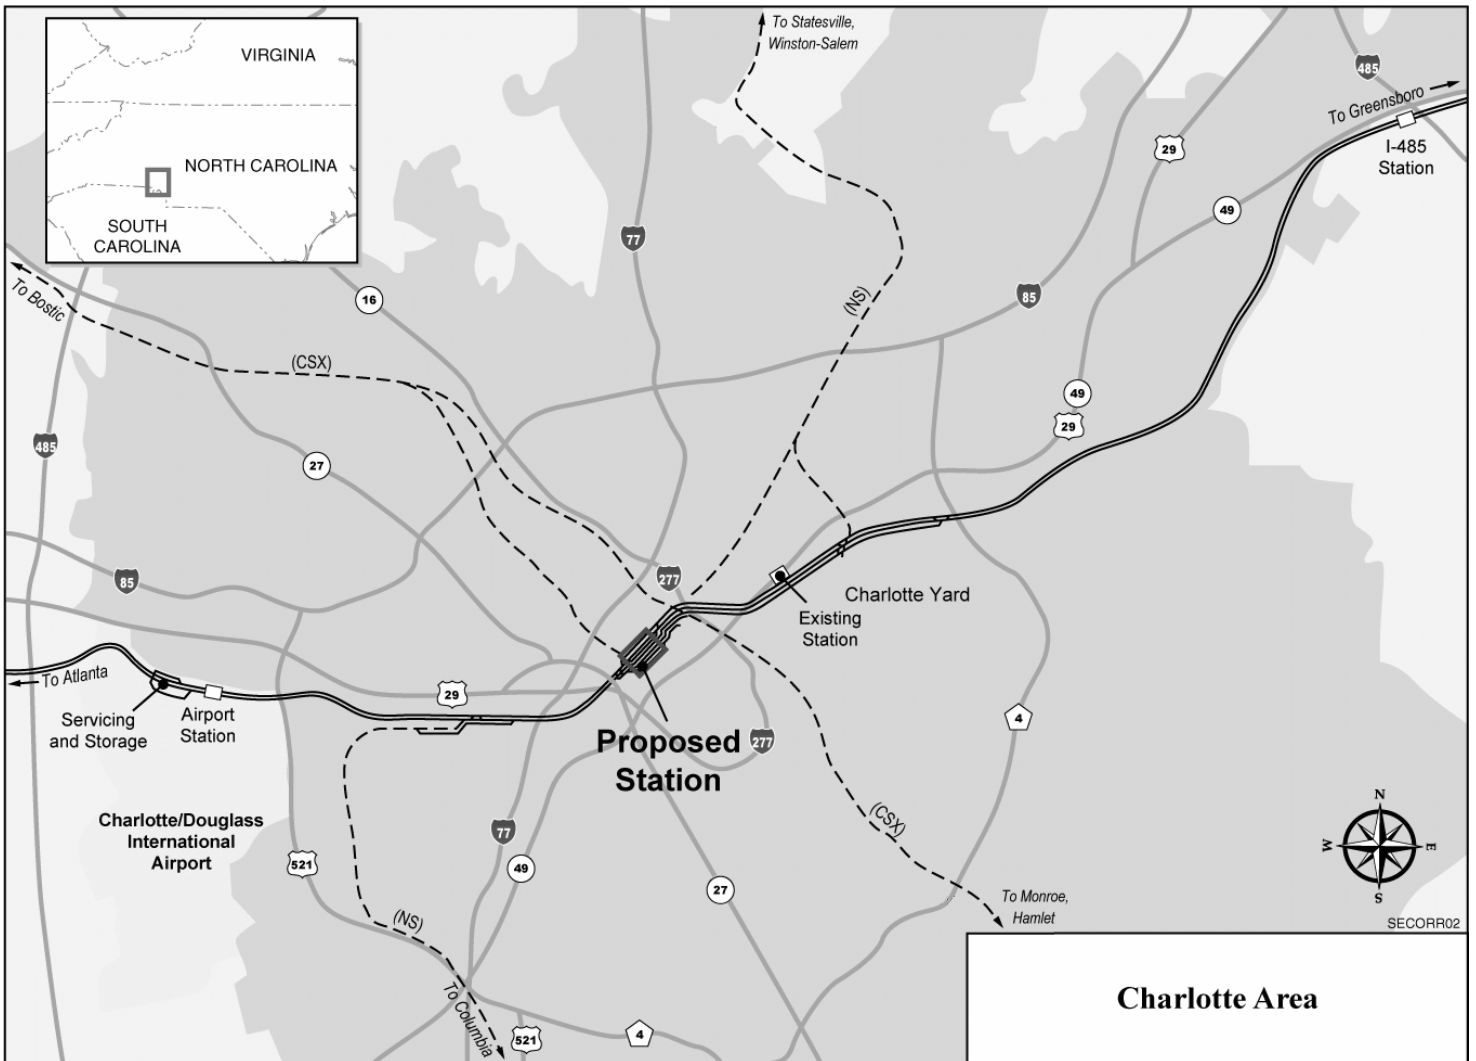 To Statesville,
Winston-Salem
VIRGINIA
NORTH CAROLINA
SOUTH
CAROLINA
485
To Greensboro
I-485
Station
29
49
77
16
85
(NS)
To Bostic
(CSX)
49
29
485
27
85
277
Charlotte Yard
Existing
Station
To Atlanta
29
Servicing
and Storage
Airport
Station
Proposed
Station
277
4
Charlotte/Douglass
International
Airport
77
(CSX)
N
W
E
S
521
49
27
To Monroe,
Hamlet
(NS)
SECORR02
To Columbia
521
4
Charlotte Area